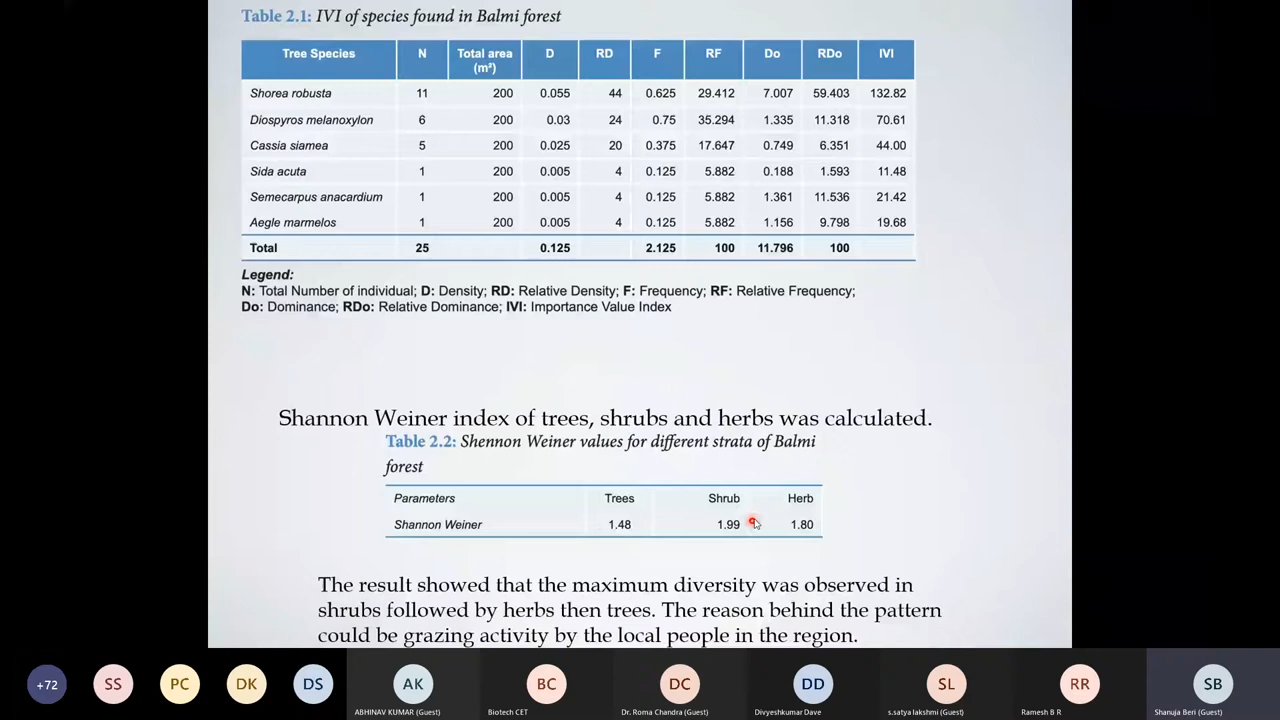 Table 2.1: IVI of species found in Balmi forest
Tree Species N Total area (m²) D RD F RF Do RDo IVI
Shorea robusta 11 200 0.055 44 0.625 29.412 7.007 59.403 132.82
Diospyros melanoxylon 6 200 0.03 24 0.75 35.294 1.335 11.318 70.61
Cassia siamea 5 200 0.025 20 0.375 17.647 0.749 6.351 44.00
Sida acuta 1 200 0.005 4 0.125 5.882 0.188 1.593 11.48
Semecarpus anacardium 1 200 0.005 4 0.125 5.882 1.361 11.536 21.42
Aegle marmelos 1 200 0.005 4 0.125 5.882 1.156 9.798 19.68
Total 25 0.125 2.125 100 11.796 100
Legend:
N: Total Number of individual; D: Density; RD: Relative Density; F: Frequency; RF: Relative Frequency;
Do: Dominance; RDo: Relative Dominance; IVI: Importance Value Index
Shannon Weiner index of trees, shrubs and herbs was calculated.
Table 2.2: Shennon Weiner values for different strata of Balmi
forest
Parameters Trees Shrub Herb
Shannon Weiner 1.48 1.99 1.80
The result showed that the maximum diversity was observed in
shrubs followed by herbs then trees. The reason behind the pattern
could be grazing activity by the local people in the region.
+72 SS PC DK DS AK BC DC DD SL RR SB
ABHINAV KUMAR (Guest) Biotech CET Dr. Roma Chandra (Guest) Divyeshkumar Dave s.satya lakshmi (Guest) Ramesh B R Shanuja Beri (Guest)